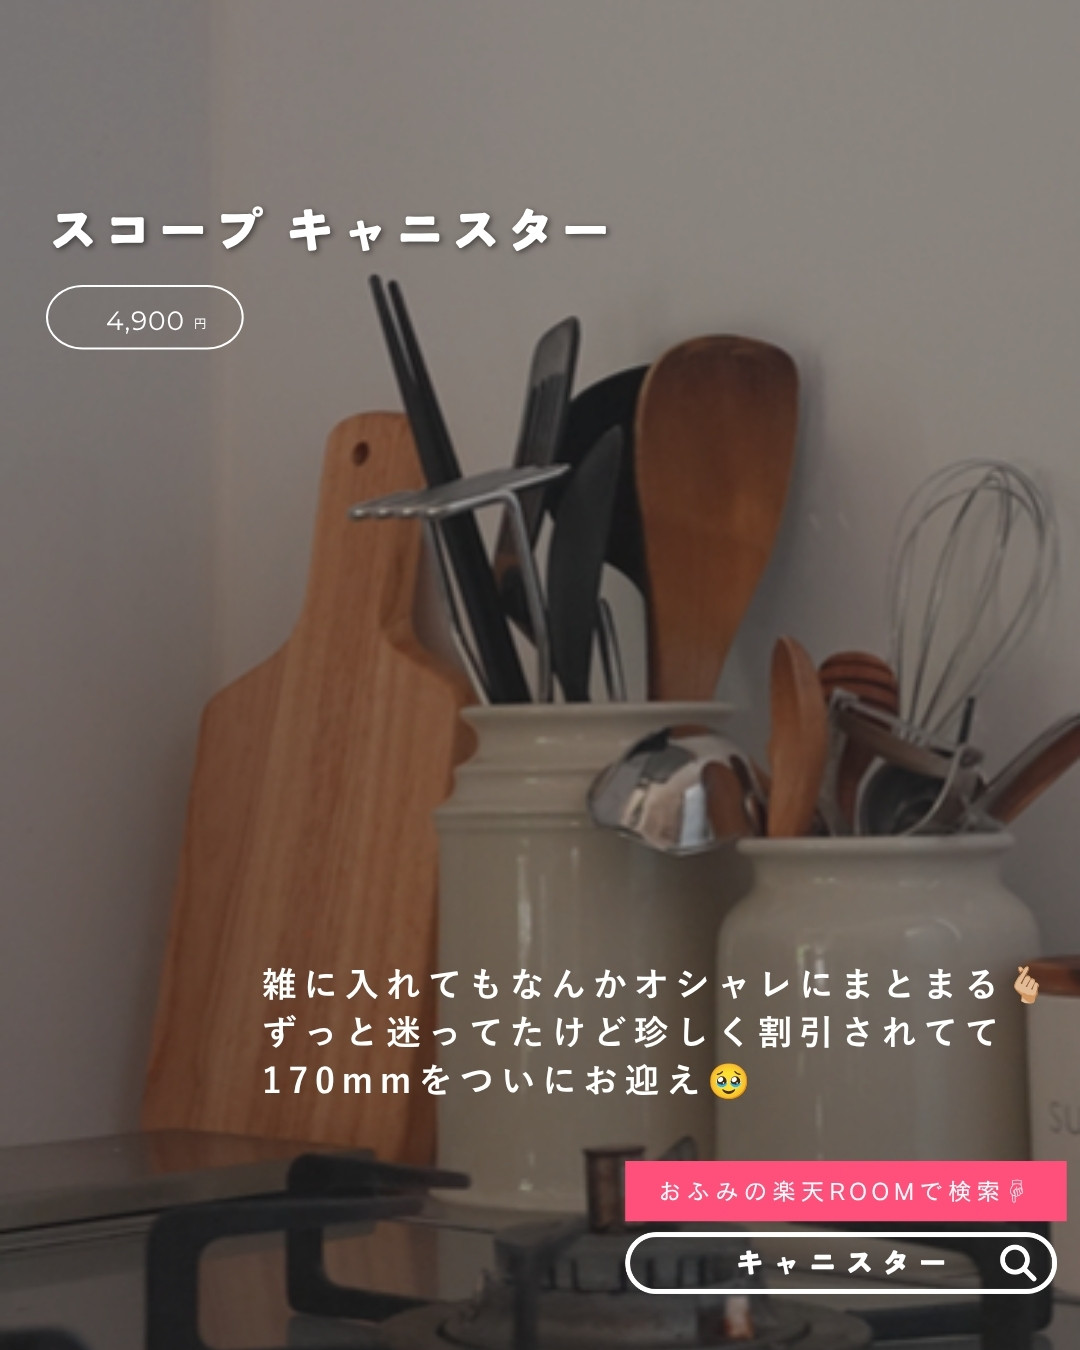 スコープ キャニスター
4,900 円
雑に入れてもなんかオシャレにまとまる🫰🏼
ずっと迷ってたけど珍しく割引されてて
170mmをついにお迎え🥹
SU
おふみの楽天ROOMで検索☟
キャニスター